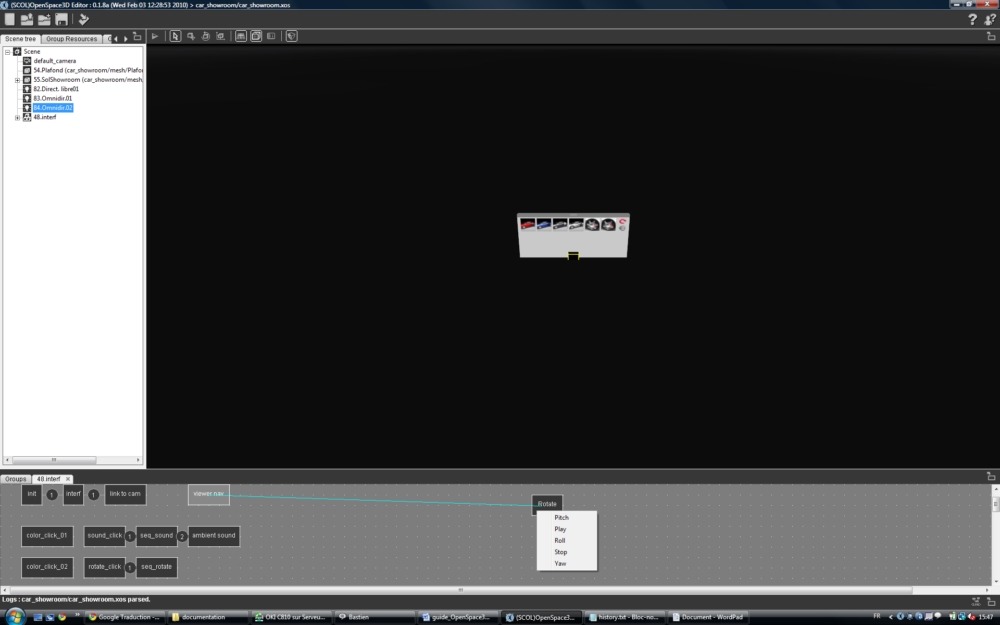 (SCOL)OpenSpace3D Editor : 0.1.8a (Wed Feb 03 12:28:53 2010) > car_showroom/car_showroom.xos
Scene tree
Group Resources
G
Scene
default_camera
54.Plafond (car_showroom/mesh/Plafo
55.SolShowroom (car_showroom/mesh
82.Direct. libre01
83.Omnidir.01
84.Omnidir.02
48.interf
Groups
48.interf
init
1
interf
1
link to cam
viewer nav
Rotate
Pitch
Play
Roll
Stop
Yaw
color_click_01
sound_click
1
seq_sound
2
ambient sound
color_click_02
rotate_click
1
seq_rotate
Logs : car_showroom/car_showroom.xos parsed.
<LOG>
Google Traduction -...
documentation
OKI C810 sur Serveu...
Bastien
guide_OpenSpace3...
(SCOL)OpenSpace3...
history.txt - Bloc-no...
Document - WordPad
FR
15:47